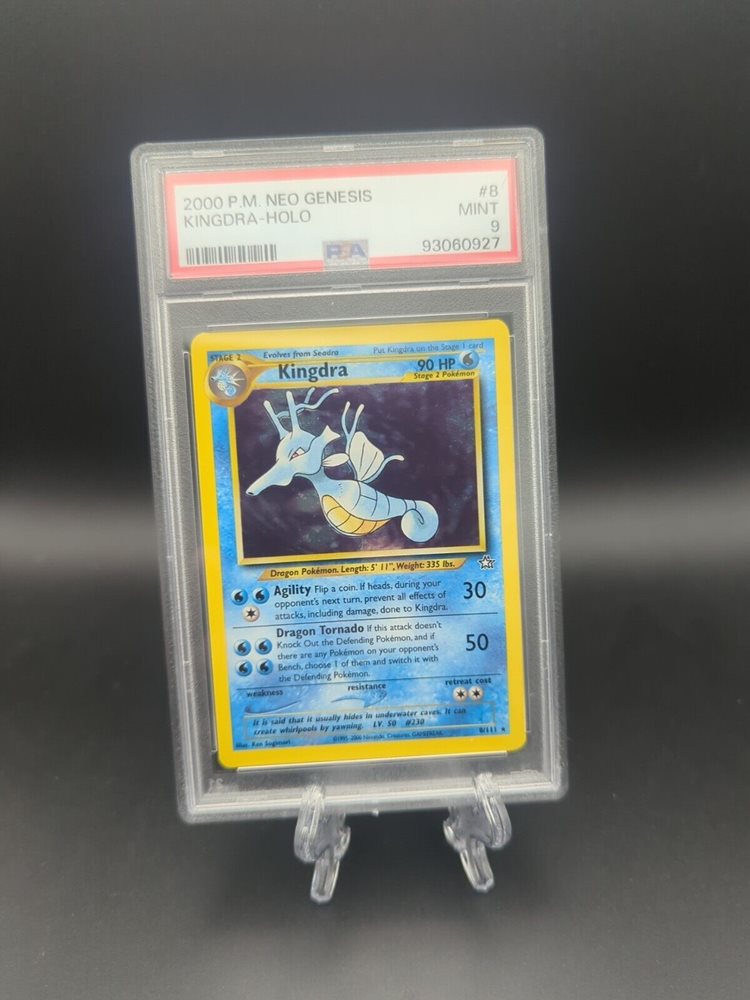 2000 P.M. NEO GENESIS #8
KINGDRA-HOLO MINT
9
PSA 93060927
STAGE 2 Evolves from Seadra Put Kingdra on the Stage 1 card
Kingdra 90 HP
Stage 2 Pokémon
Dragon Pokémon. Length: 5' 11", Weight: 335 lbs.
Agility Flip a coin. If heads, during your
opponent's next turn, prevent all effects of
attacks, including damage, done to Kingdra. 30
Dragon Tornado If this attack doesn't
Knock Out the Defending Pokémon, and if
there are any Pokémon on your opponent's
Bench, choose 1 of them and switch it with
the Defending Pokémon. 50
weakness resistance retreat cost
It is said that it usually hides in underwater caves. It can
create whirlpools by yawning. LV. 50 #230
Illus. Ken Sugimori ©1995, 2000 Nintendo, Creatures, GAMEFREAK. 8/111